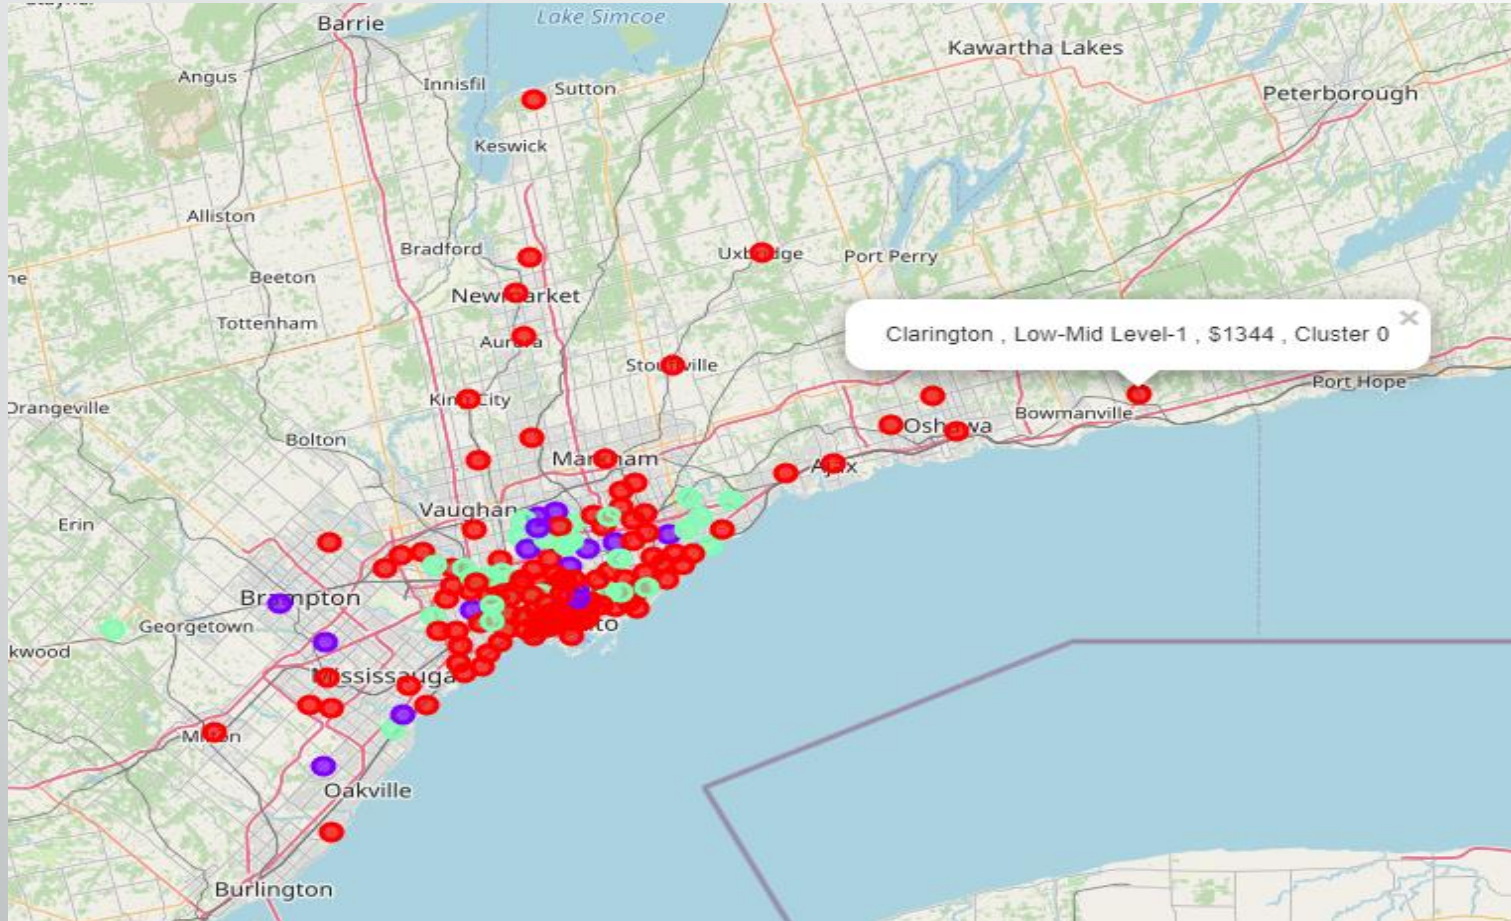 Barrie
Lake Simcoe
Kawartha Lakes
Angus
Innisfil
Sutton
Peterborough
Keswick
Alliston
Bradford
Uxbridge
Port Perry
Beeton
Newmarket
Tottenham
Aurora
Clarington , Low-Mid Level-1 , $1344 , Cluster 0
×
Stouffville
Port Hope
King City
Orangeville
Bowmanville
Oshawa
Bolton
Markham
Ajax
Vaughan
Erin
Brampton
Georgetown
kwood
Mississauga
Milton
Oakville
Burlington